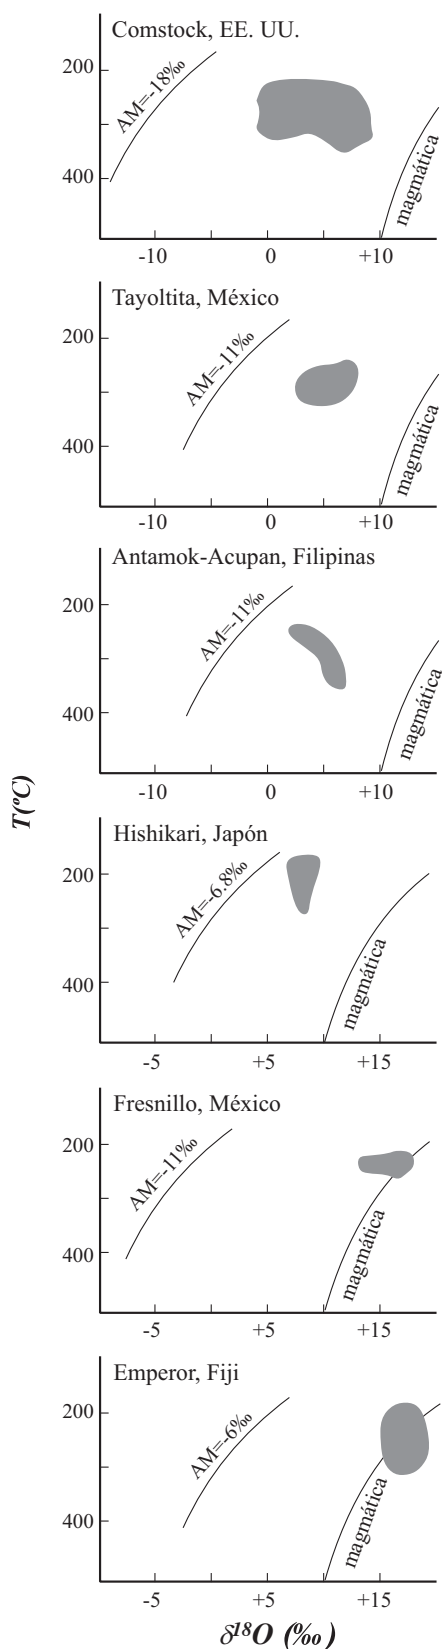 Comstock, EE. UU.
200
AM=-18‰
400
magmática
-10 0 +10
Tayoltita, México
200
AM=-11‰
400
magmática
-10 0 +10
Antamok-Acupan, Filipinas
200
AM=-11‰
400
magmática
-10 0 +10
T(ºC)
Hishikari, Japón
200
AM=-6.8‰
400
magmática
-5 +5 +15
Fresnillo, México
200
AM=-11‰
400
magmática
-5 +5 +15
Emperor, Fiji
200
AM=-6‰
400
magmática
-5 +5 +15
δ¹⁸O (‰)